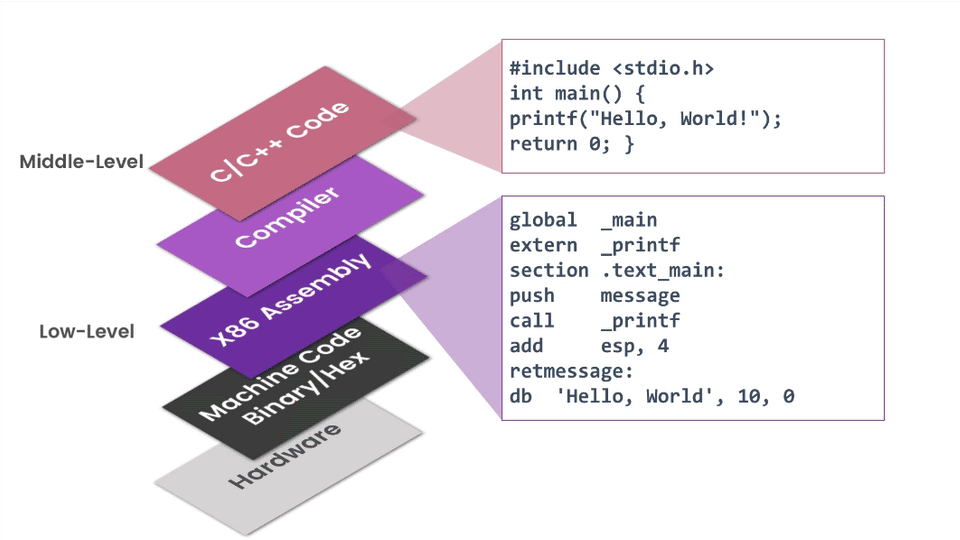 Middle-Level
Low-Level
C/C++ Code
Compiler
X86 Assembly
Machine Code
Binary/Hex
Hardware
#include <stdio.h>
int main() {
printf("Hello, World!");
return 0; }
global  _main
extern  _printf
section .text_main:
push    message
call    _printf
add     esp, 4
retmessage:
db  'Hello, World', 10, 0